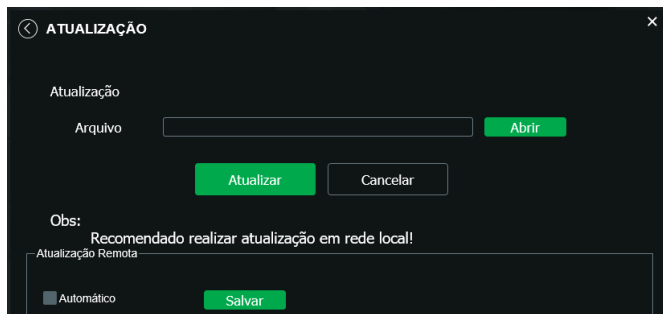 ATUALIZAÇÃO
Atualização
Arquivo
Abrir
Atualizar Cancelar
Obs:
Recomendado realizar atualização em rede local!
Atualização Remota
Automático Salvar